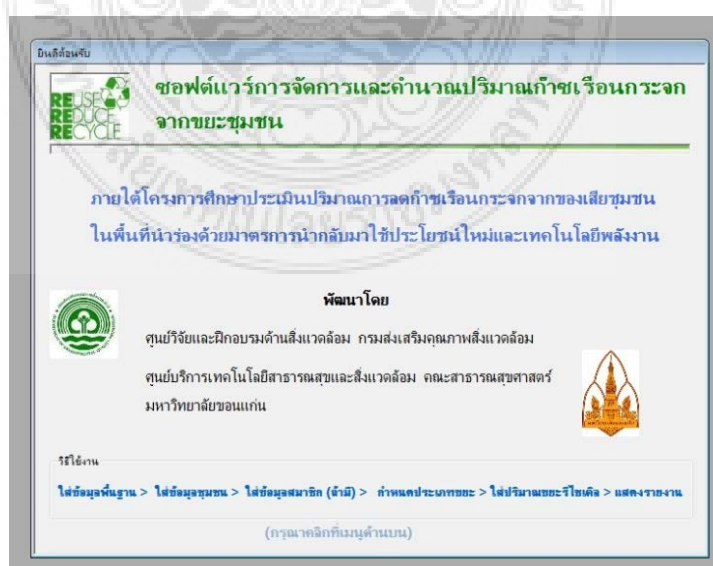 ยินดีต้อนรับ
REUSE
REDUCE
RECYCLE
ซอฟต์แวร์การจัดการและคำนวณปริมาณก๊าซเรือนกระจก
จากขยะชุมชน
ภายใต้โครงการศึกษาประเมินปริมาณการลดก๊าซเรือนกระจกจากของเสียชุมชน
ในพื้นที่นำร่องด้วยมาตรการนำกลับมาใช้ประโยชน์ใหม่และเทคโนโลยีพลังงาน
พัฒนาโดย
ศูนย์วิจัยและฝึกอบรมด้านสิ่งแวดล้อม กรมส่งเสริมคุณภาพสิ่งแวดล้อม
ศูนย์บริการเทคโนโลยีสาธารณสุขและสิ่งแวดล้อม คณะสาธารณสุขศาสตร์
มหาวิทยาลัยขอนแก่น
วิธีใช้งาน
ใส่ข้อมูลพื้นฐาน > ใส่ข้อมูลชุมชน > ใส่ข้อมูลสมาชิก (ถ้ามี) > กำหนดประเภทขยะ > ใส่ปริมาณขยะรีไซเคิล > แสดงรายงาน
(กรุณาคลิกที่เมนูด้านบน)